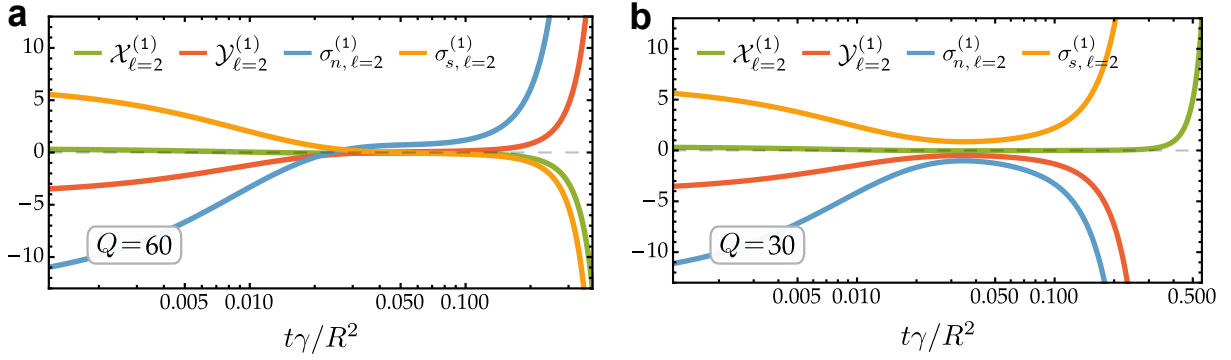 a
10
5
0
−5
−10
𝒳^{(1)}_{ℓ=2} 𝒴^{(1)}_{ℓ=2} σ^{(1)}_{n, ℓ=2} σ^{(1)}_{s, ℓ=2}
Q=60
0.005 0.010 0.050 0.100
tγ/R²
b
10
5
0
−5
−10
𝒳^{(1)}_{ℓ=2} 𝒴^{(1)}_{ℓ=2} σ^{(1)}_{n, ℓ=2} σ^{(1)}_{s, ℓ=2}
Q=30
0.005 0.010 0.050 0.100 0.500
tγ/R²